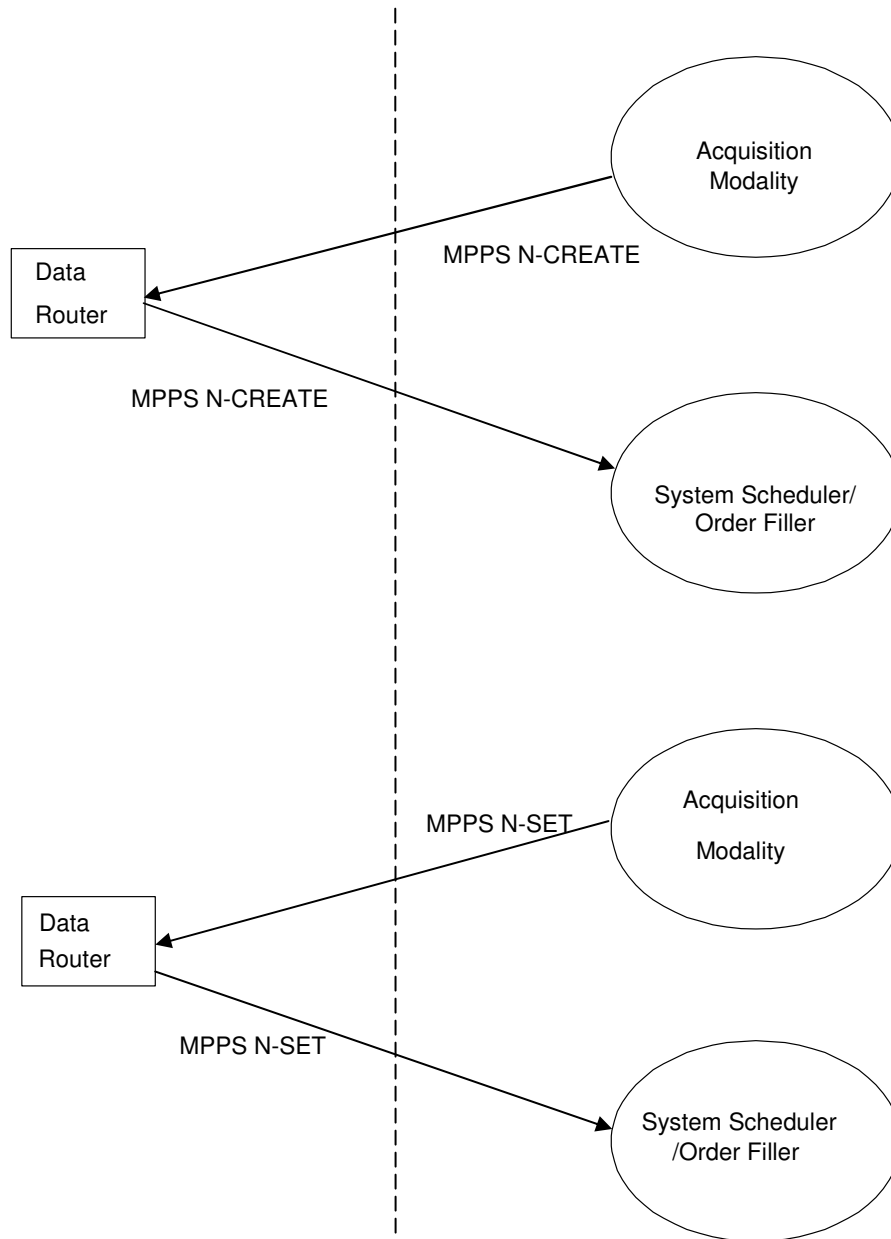 Acquisition
Modality
MPPS N-CREATE
Data
Router
MPPS N-CREATE
System Scheduler/
Order Filler
Acquisition
Modality
MPPS N-SET
Data
Router
MPPS N-SET
System Scheduler
/Order Filler